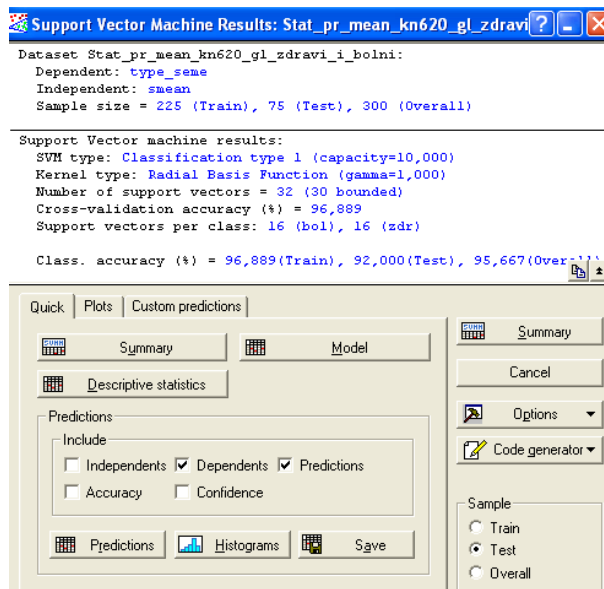 Support Vector Machine Results: Stat_pr_mean_kn620_gl_zdravi
Dataset Stat_pr_mean_kn620_gl_zdravi_i_bolni:
Dependent: type_seme
Independent: smean
Sample size = 225 (Train), 75 (Test), 300 (Overall)
Support Vector machine results:
SVM type: Classification type 1 (capacity=10,000)
Kernel type: Radial Basis Function (gamma=1,000)
Number of support vectors = 32 (30 bounded)
Cross-validation accuracy (%) = 96,889
Support vectors per class: 16 (bol), 16 (zdr)
Class. accuracy (%) = 96,889(Train), 92,000(Test), 95,667(Overall)
Quick Plots Custom predictions
Summary Model
Descriptive statistics
Predictions
Include
Independents Dependents Predictions
Accuracy Confidence
Predictions Histograms Save
Summary
Cancel
Options
Code generator
Sample
Train
Test
Overall